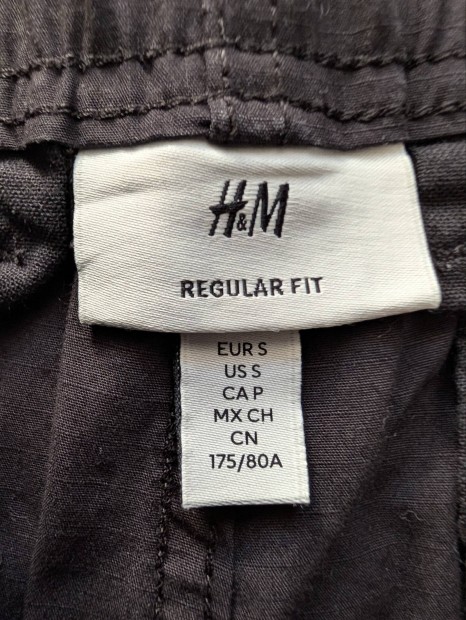 H&M
REGULAR FIT
EUR S
US S
CA P
MX CH
CN
175/80A